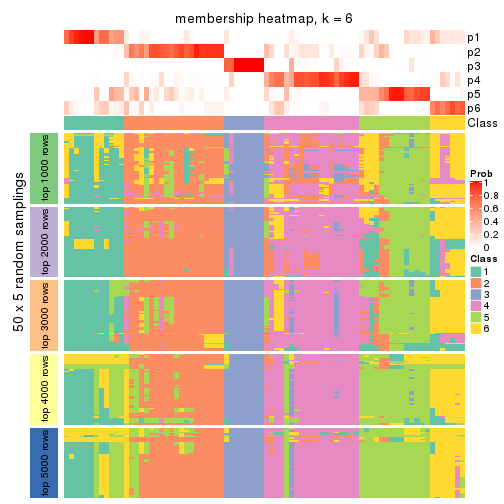 membership heatmap, k = 6
p1
p2
p3
p4
p5
p6
Class
50 x 5 random samplings
top 1000 rows
top 2000 rows
top 3000 rows
top 4000 rows
top 5000 rows
Prob
1
0.8
0.6
0.4
0.2
0
Class
1
2
3
4
5
6